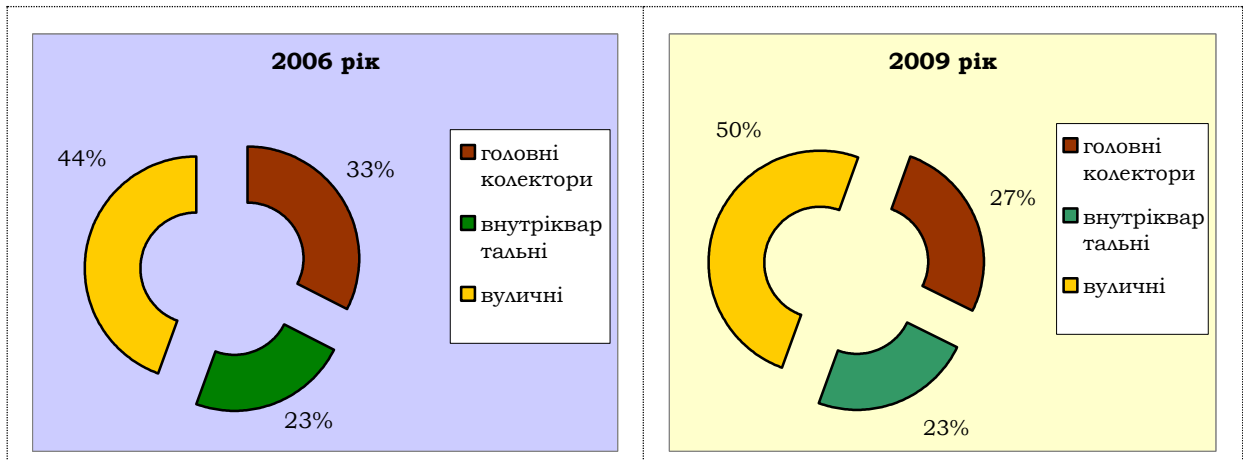 2006 рік
44%
33%
23%
головні
колектори
внутріквар
тальні
вуличні
2009 рік
50%
27%
23%
головні
колектори
внутріквар
тальні
вуличні